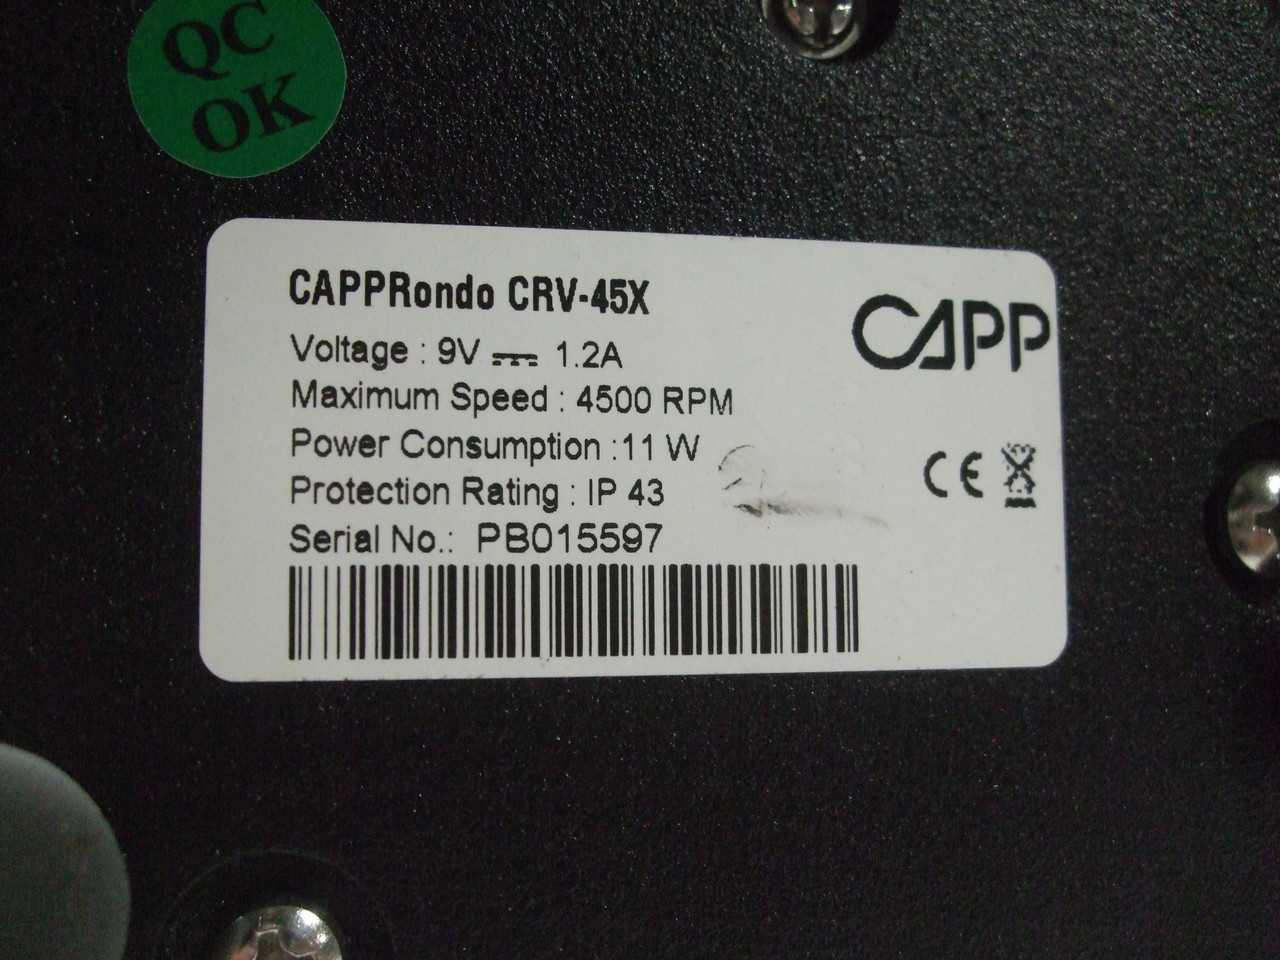 QC
OK
CAPPRondo CRV-45X
CAPP
Voltage : 9V ⎓ 1.2A
Maximum Speed : 4500 RPM
Power Consumption :11 W
CE
Protection Rating : IP 43
Serial No.: PB015597